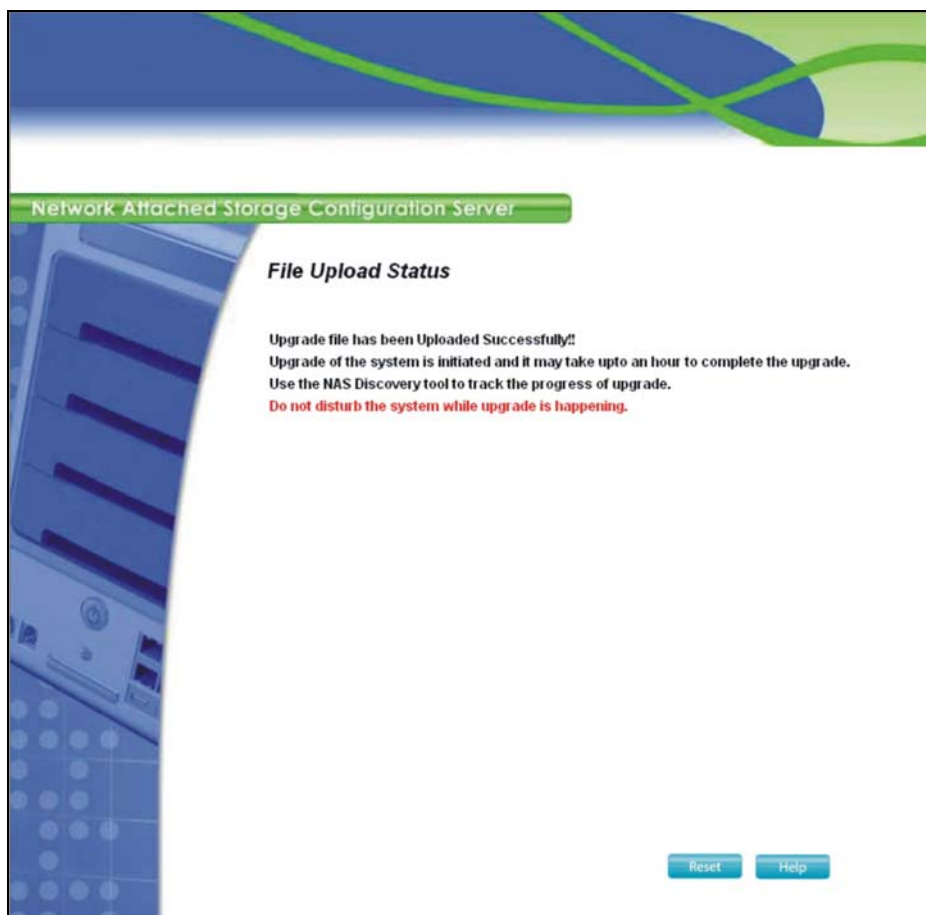 Network Attached Storage Configuration Server
File Upload Status
Upgrade file has been Uploaded Successfully!!
Upgrade of the system is initiated and it may take upto an hour to complete the upgrade.
Use the NAS Discovery tool to track the progress of upgrade.
Do not disturb the system while upgrade is happening.
Reset Help